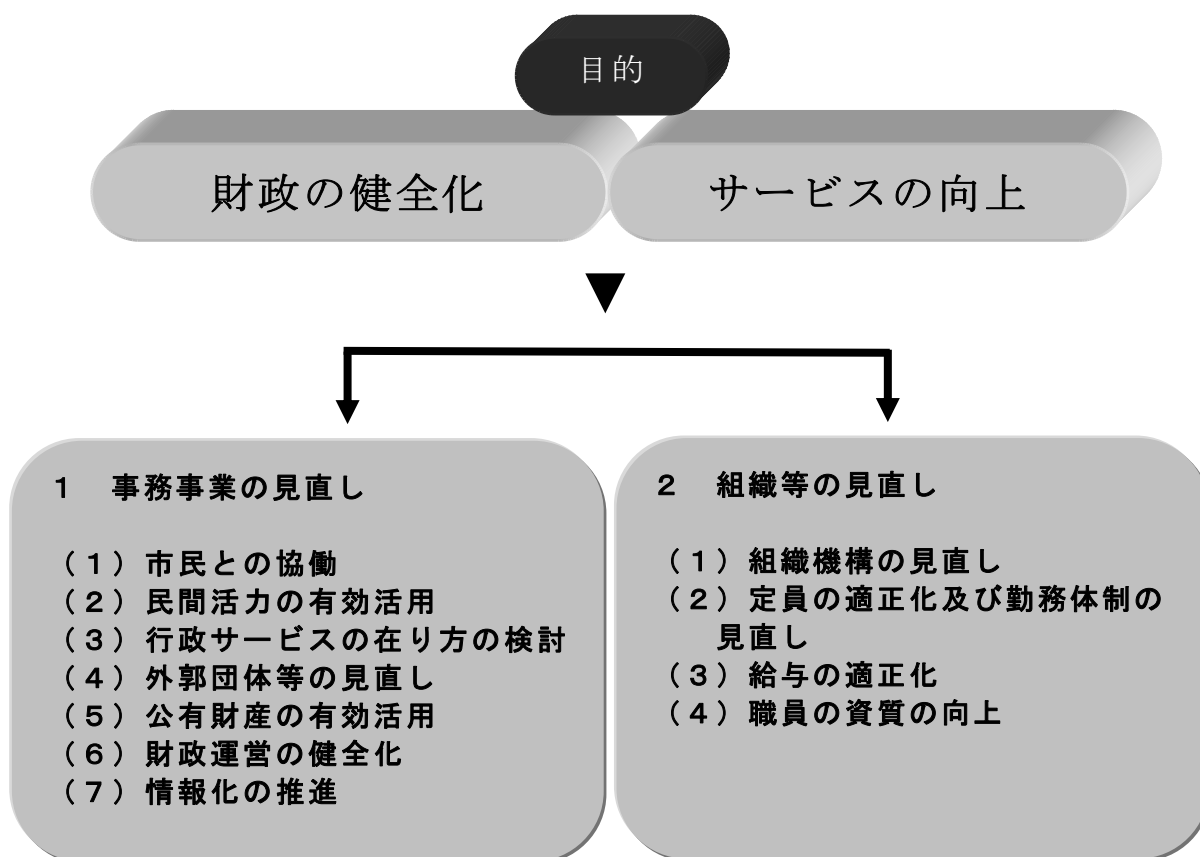 目的
財政の健全化
サービスの向上
１　事務事業の見直し
（１）市民との協働
（２）民間活力の有効活用
（３）行政サービスの在り方の検討
（４）外郭団体等の見直し
（５）公有財産の有効活用
（６）財政運営の健全化
（７）情報化の推進
２　組織等の見直し
（１）組織機構の見直し
（２）定員の適正化及び勤務体制の
見直し
（３）給与の適正化
（４）職員の資質の向上